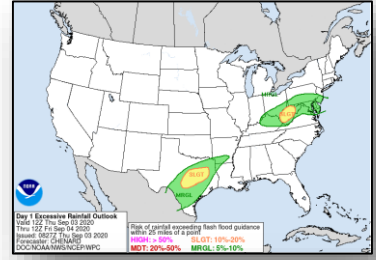 MRGL
SLGT
SLGT
MRGL
NOAA
Day 1 Excessive Rainfall Outlook
Valid 12Z Thu Sep 03 2020
Thru 12Z Fri Sep 04 2020
Issued: 0827Z Thu Sep 03 2020
Forecaster: CHENARD
DOC/NOAA/NWS/NCEP/WPC
Risk of rainfall exceeding flash flood guidance
within 25 miles of a point
HIGH: > 50% SLGT: 10%-20%
MDT: 20%-50% MRGL: 5%-10%